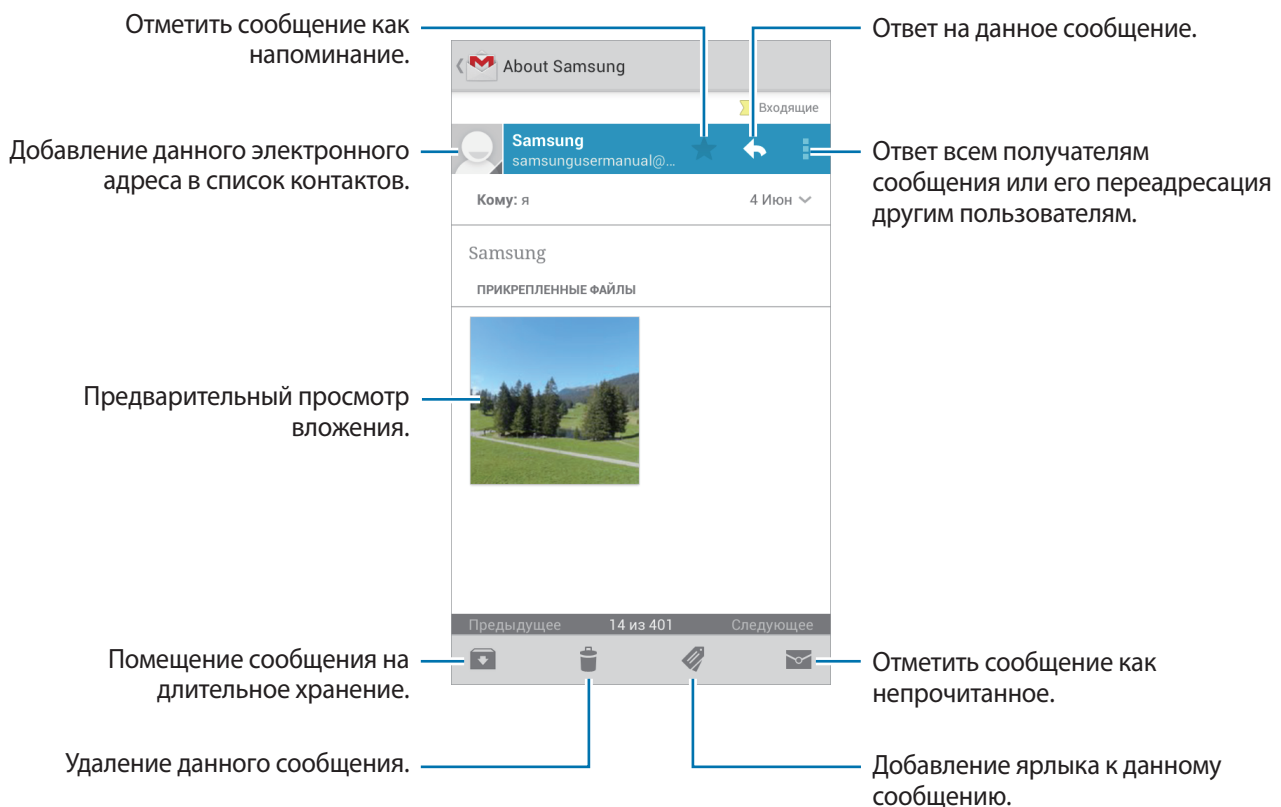 Отметить сообщение как
напоминание.
Ответ на данное сообщение.
About Samsung
Входящие
Samsung
samsungusermanual@...
Добавление данного электронного
адреса в список контактов.
Ответ всем получателям
сообщения или его переадресация
другим пользователям.
Кому: я
4 Июн
Samsung
ПРИКРЕПЛЕННЫЕ ФАЙЛЫ
Предварительный просмотр
вложения.
Предыдущее
14 из 401
Следующее
Помещение сообщения на
длительное хранение.
Отметить сообщение как
непрочитанное.
Удаление данного сообщения.
Добавление ярлыка к данному
сообщению.